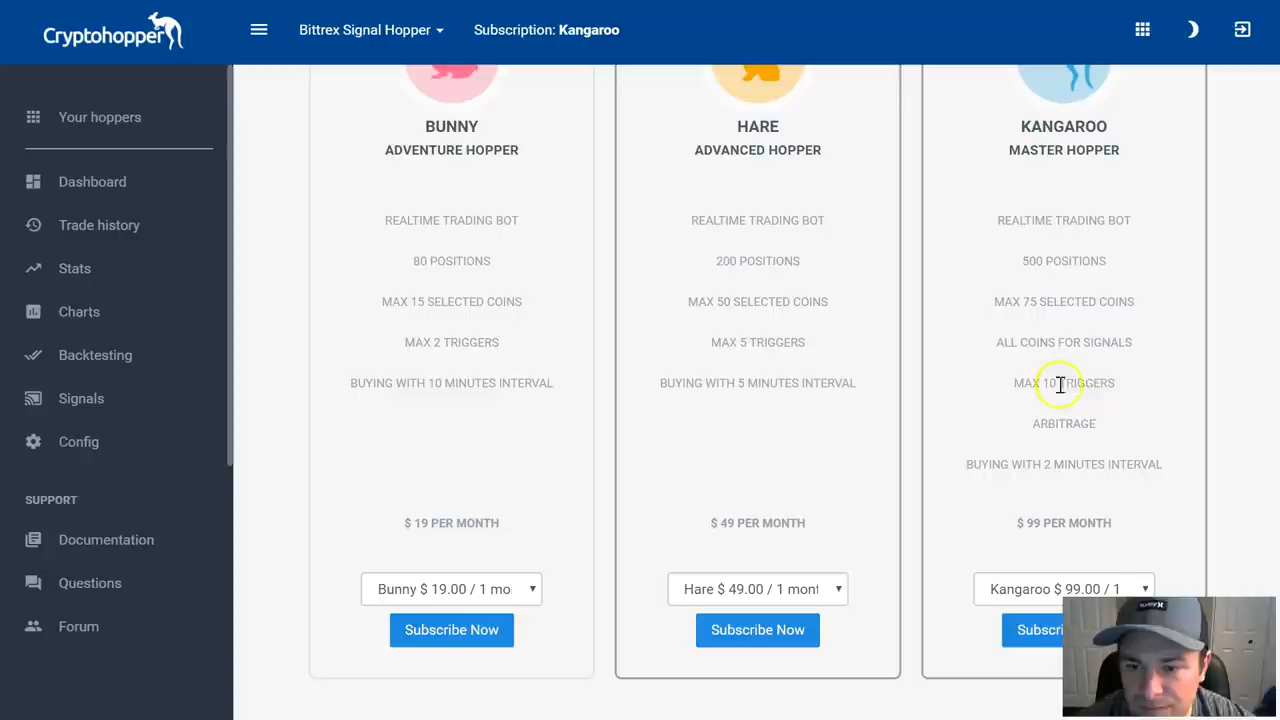 Cryptohopper
Bittrex Signal Hopper
Subscription: Kangaroo
Your hoppers
Dashboard
Trade history
Stats
Charts
Backtesting
Signals
Config
SUPPORT
Documentation
Questions
Forum
BUNNY
ADVENTURE HOPPER
REALTIME TRADING BOT
80 POSITIONS
MAX 15 SELECTED COINS
MAX 2 TRIGGERS
BUYING WITH 10 MINUTES INTERVAL
$ 19 PER MONTH
Bunny $ 19.00 / 1 mo
Subscribe Now
HARE
ADVANCED HOPPER
REALTIME TRADING BOT
200 POSITIONS
MAX 50 SELECTED COINS
MAX 5 TRIGGERS
BUYING WITH 5 MINUTES INTERVAL
$ 49 PER MONTH
Hare $ 49.00 / 1 mont
Subscribe Now
KANGAROO
MASTER HOPPER
REALTIME TRADING BOT
500 POSITIONS
MAX 75 SELECTED COINS
ALL COINS FOR SIGNALS
MAX 10 TRIGGERS
ARBITRAGE
BUYING WITH 2 MINUTES INTERVAL
$ 99 PER MONTH
Kangaroo $ 99.00 / 1
Subscri